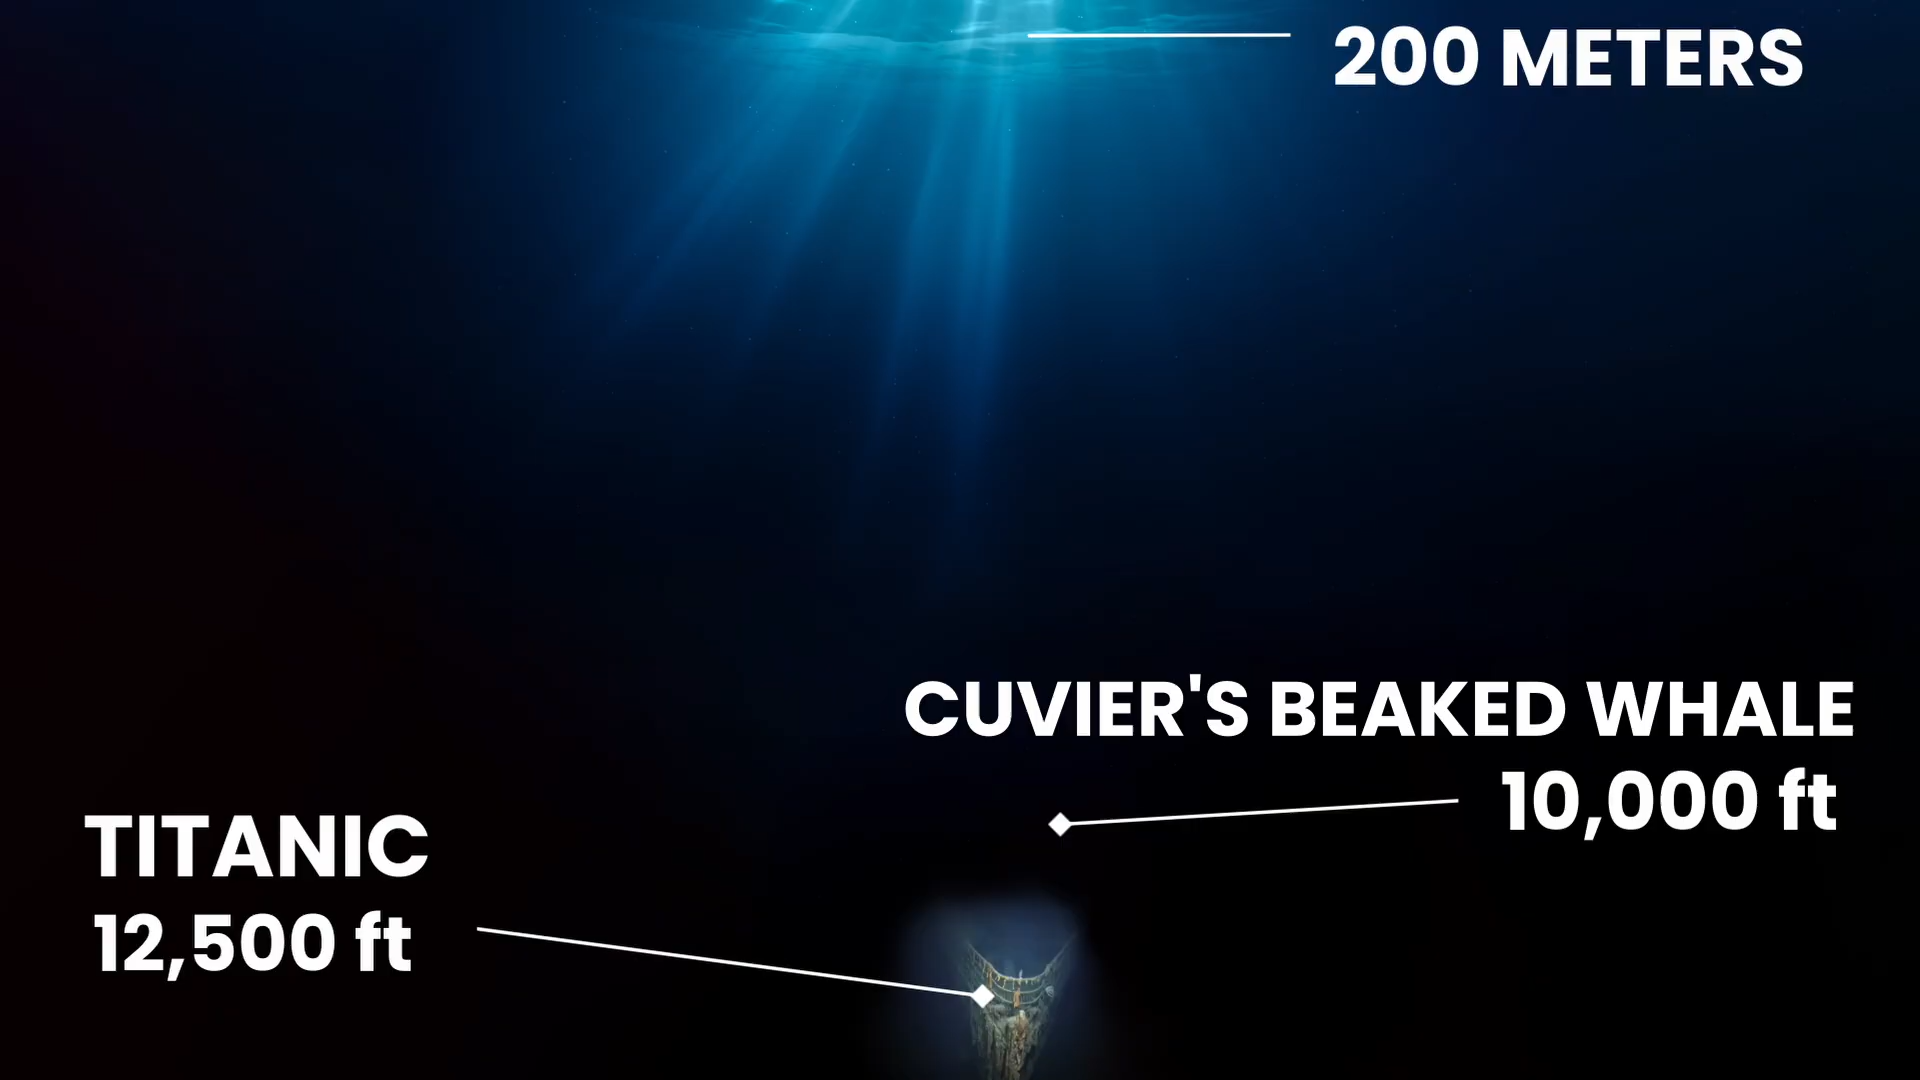 200 METERS
CUVIER'S BEAKED WHALE
10,000 ft
TITANIC
12,500 ft